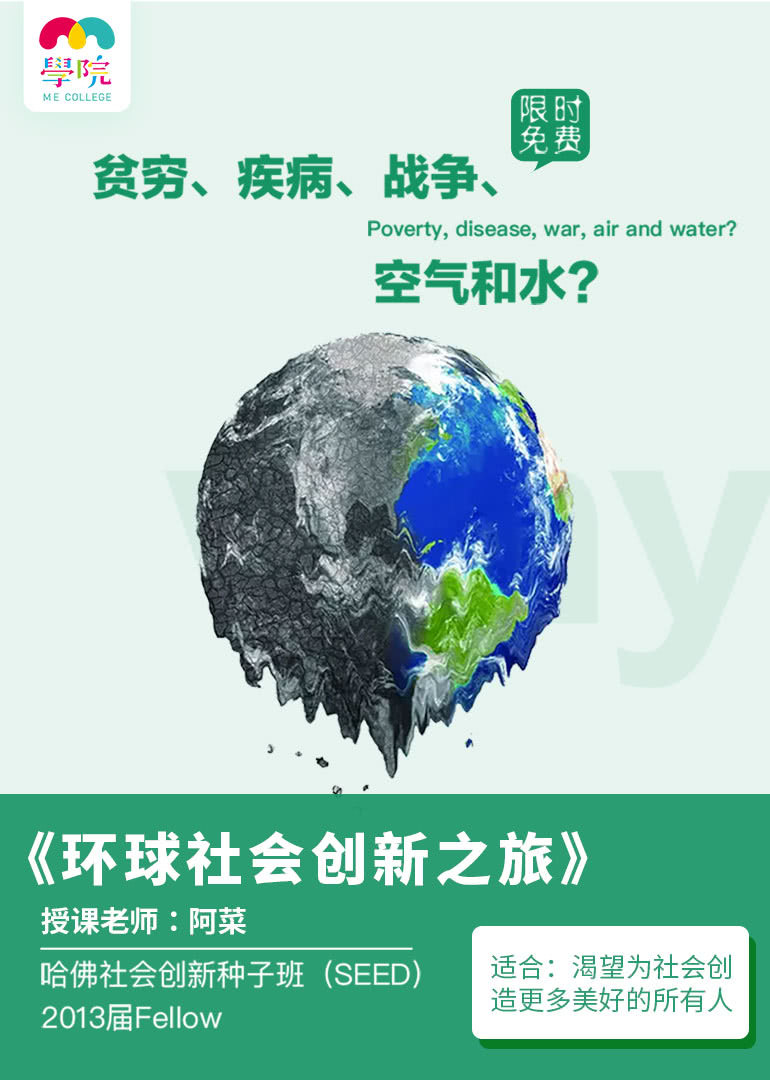 學院
ME COLLEGE
限时
免费
贫穷、疾病、战争、
Poverty, disease, war, air and water?
空气和水?
《环球社会创新之旅》
授课老师：阿菜
哈佛社会创新种子班（SEED）
2013届Fellow
适合：渴望为社会创
造更多美好的所有人